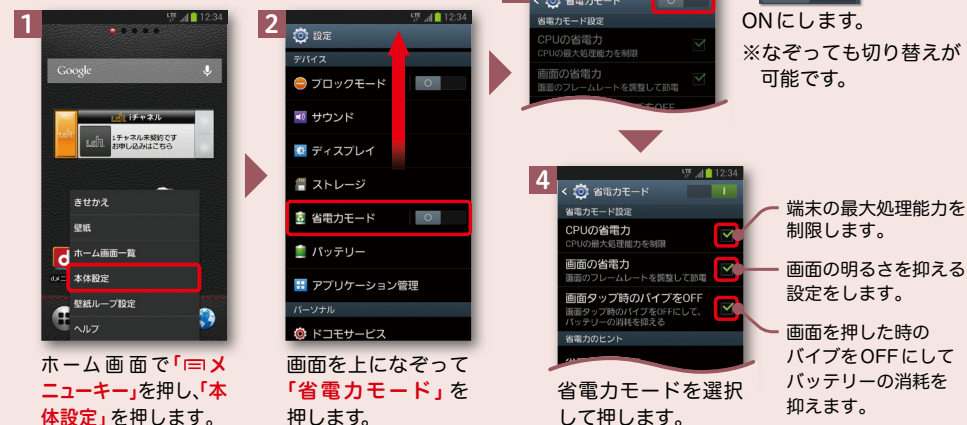 1
LTE 12:34
Google
iチャネル
iチャネル未契約です
お申し込みはこちら
きせかえ
壁紙
ホーム画面一覧
本体設定
壁紙ループ設定
ヘルプ
ホーム画面で「メ
ニューキー」を押し、「本
体設定」を押します。
2
LTE 12:34
設定
デバイス
ブロックモード
サウンド
ディスプレイ
ストレージ
省電力モード
バッテリー
アプリケーション管理
パーソナル
ドコモサービス
画面を上になぞって
「省電力モード」を
押します。
省電力モード
省電力モード設定
CPUの省電力
CPUの最大処理能力を制限
画面の省電力
画面のフレームレートを調整して節電
ONにします。
※なぞっても切り替えが
可能です。
4
LTE 12:34
省電力モード
省電力モード設定
CPUの省電力
CPUの最大処理能力を制限
画面の省電力
画面のフレームレートを調整して節電
画面タップ時のバイブをOFF
画面タップ時のバイブをOFFにして、
バッテリーの消耗を抑える
省電力のヒント
省電力モードを選択
して押します。
端末の最大処理能力を
制限します。
画面の明るさを抑える
設定をします。
画面を押した時の
バイブをOFFにして
バッテリーの消耗を
抑えます。